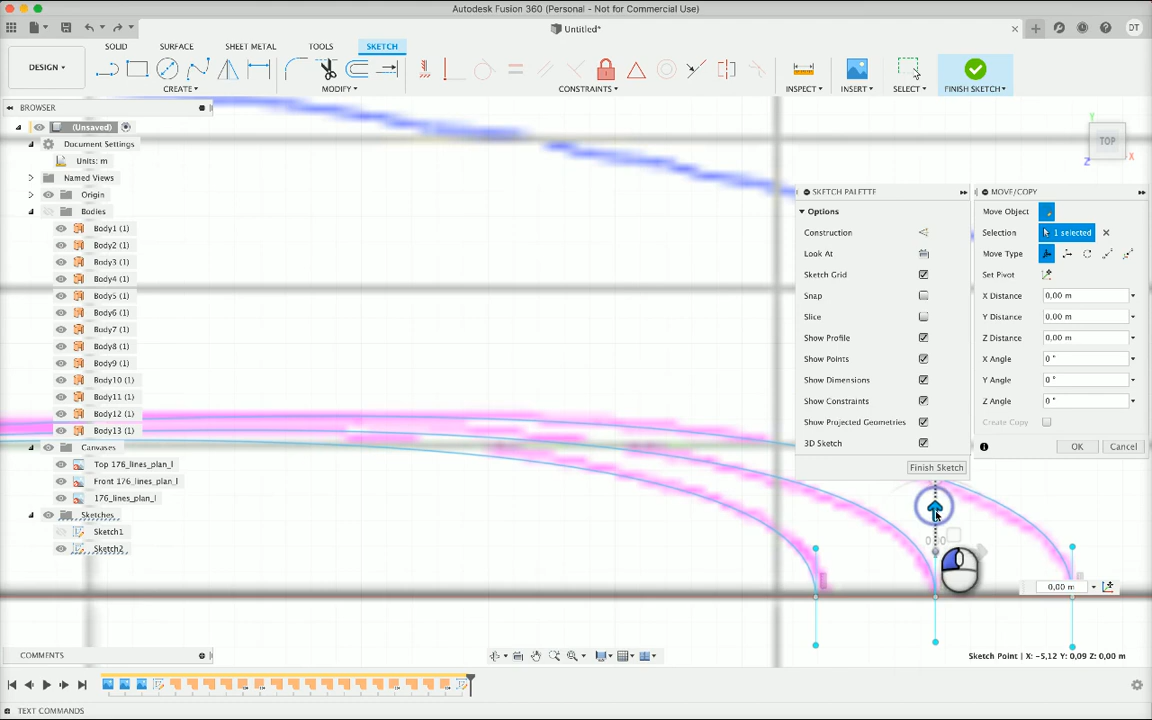 Autodesk Fusion 360 (Personal - Not for Commercial Use)
Untitled*
DT
SOLID SURFACE SHEET METAL TOOLS SKETCH
DESIGN
CREATE MODIFY CONSTRAINTS INSPECT INSERT SELECT FINISH SKETCH
BROWSER
(Unsaved)
Document Settings
Units: m
Named Views
Origin
Bodies
Body1 (1)
Body2 (1)
Body3 (1)
Body4 (1)
Body5 (1)
Body6 (1)
Body7 (1)
Body8 (1)
Body9 (1)
Body10 (1)
Body11 (1)
Body12 (1)
Body13 (1)
Canvases
Top 176_lines_plan_l
Front 176_lines_plan_l
176_lines_plan_l
Sketches
Sketch1
Sketch2
Y
TOP
Z
X
SKETCH PALETTE
Options
Construction
Look At
Sketch Grid
Snap
Slice
Show Profile
Show Points
Show Dimensions
Show Constraints
Show Projected Geometries
3D Sketch
Finish Sketch
MOVE/COPY
Move Object
Selection 1 selected
Move Type
Set Pivot
X Distance 0,00 m
Y Distance 0,00 m
Z Distance 0,00 m
X Angle 0 °
Y Angle 0 °
Z Angle 0 °
Create Copy
OK Cancel
0,00 m
Sketch Point | X: -5,12 Y: 0,09 Z: 0,00 m
COMMENTS
TEXT COMMANDS